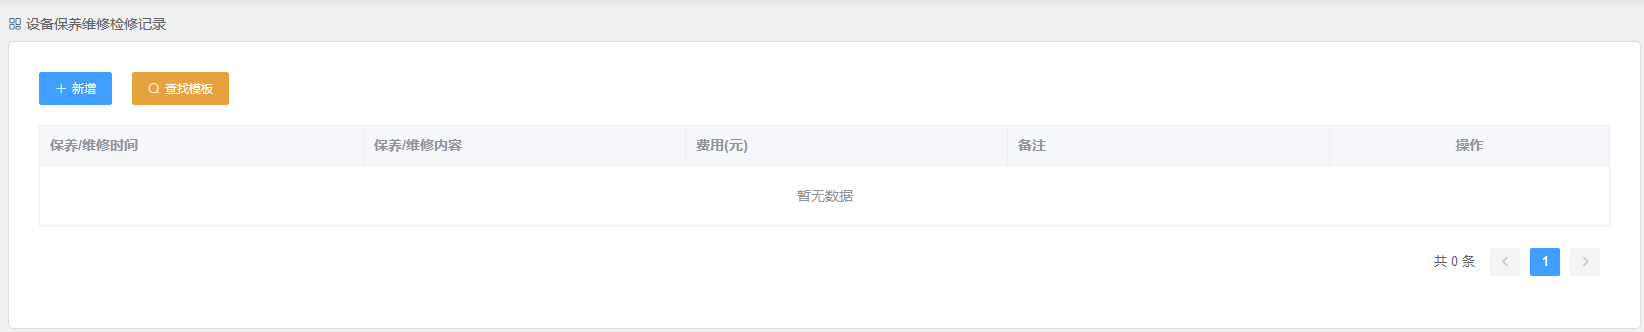 设备保养维修检修记录
新增 查找模板
保养/维修时间 保养/维修内容 费用(元) 备注 操作
暂无数据
共 0 条 1